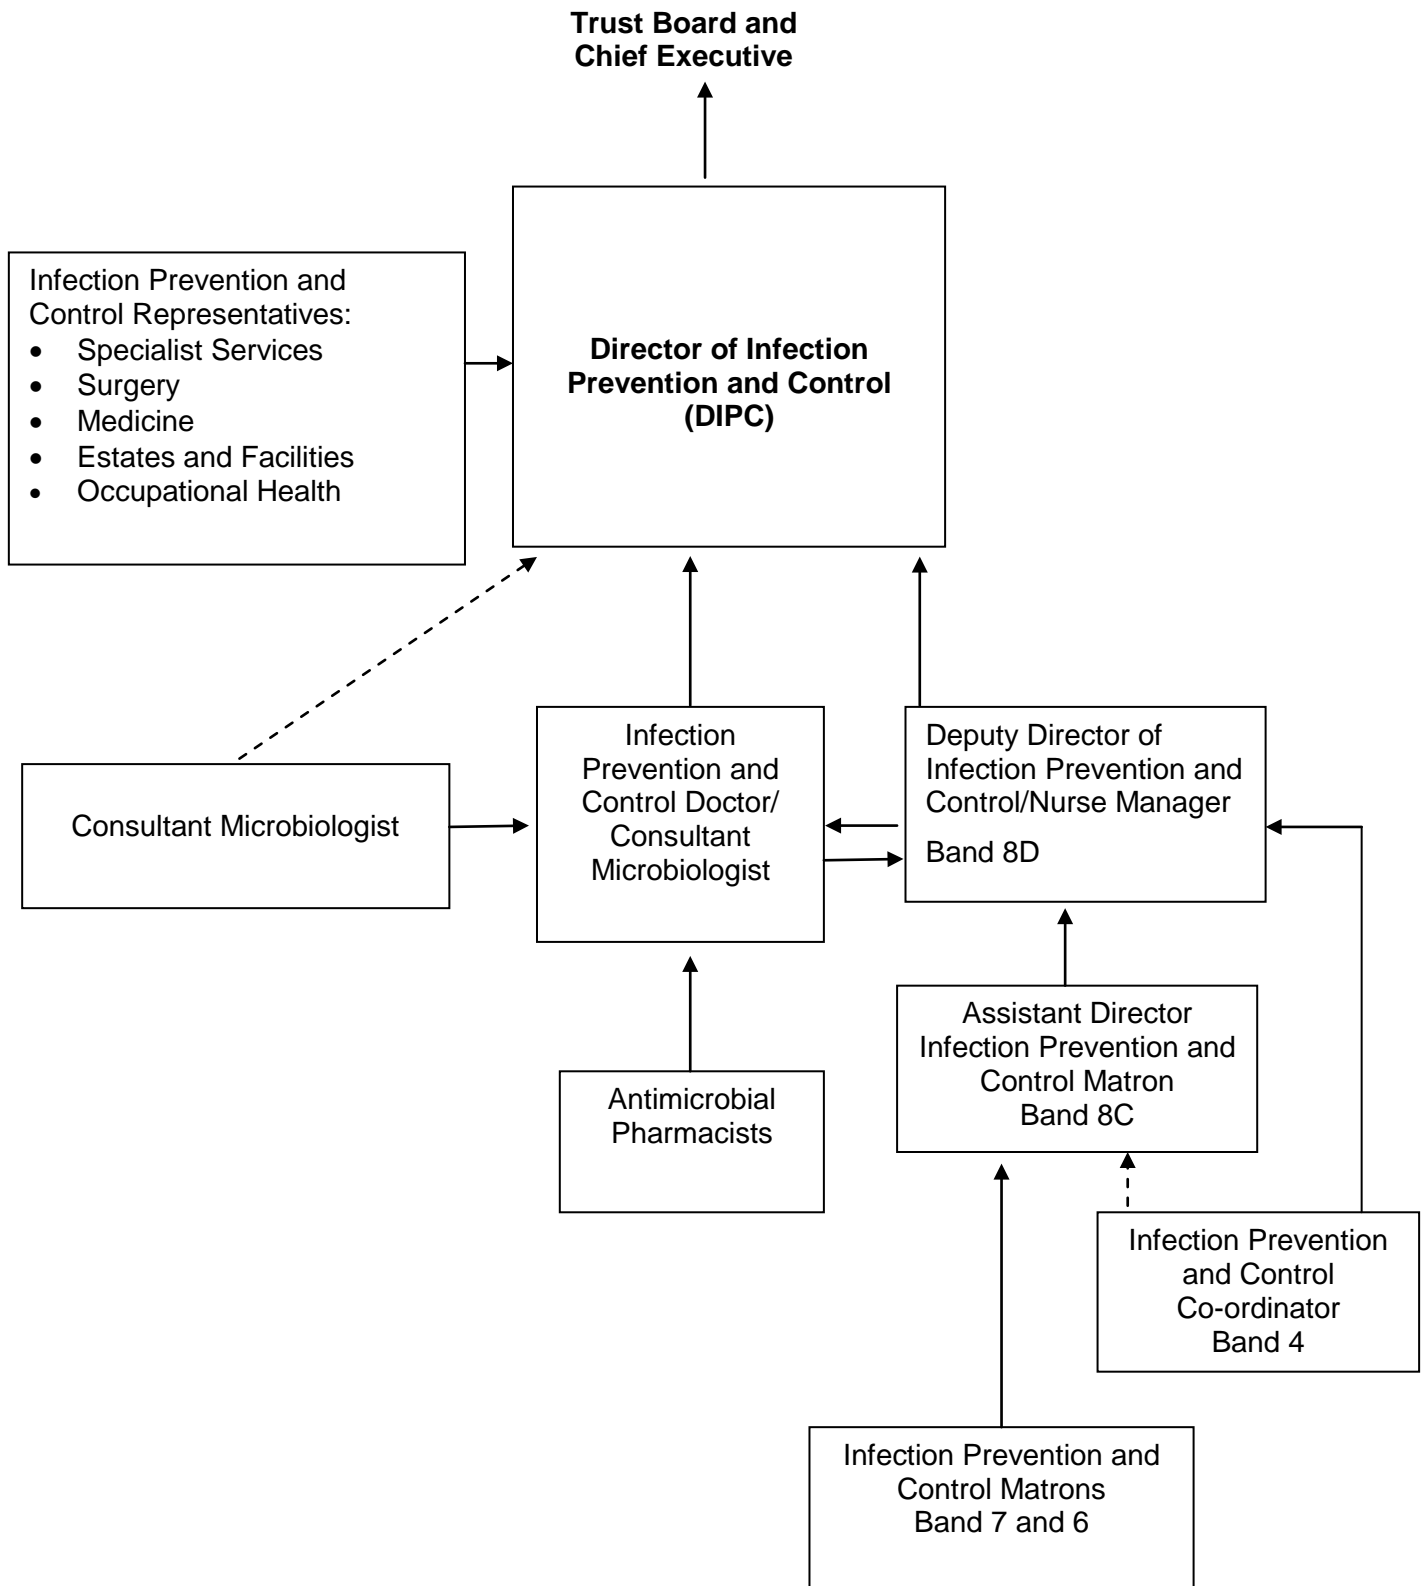 Trust Board and
Chief Executive
Infection Prevention and
Control Representatives:
• Specialist Services
• Surgery
• Medicine
• Estates and Facilities
• Occupational Health
Director of Infection
Prevention and Control
(DIPC)
Consultant Microbiologist
Infection
Prevention and
Control Doctor/
Consultant
Microbiologist
Deputy Director of
Infection Prevention and
Control/Nurse Manager
Band 8D
Antimicrobial
Pharmacists
Assistant Director
Infection Prevention and
Control Matron
Band 8C
Infection Prevention
and Control
Co-ordinator
Band 4
Infection Prevention and
Control Matrons
Band 7 and 6